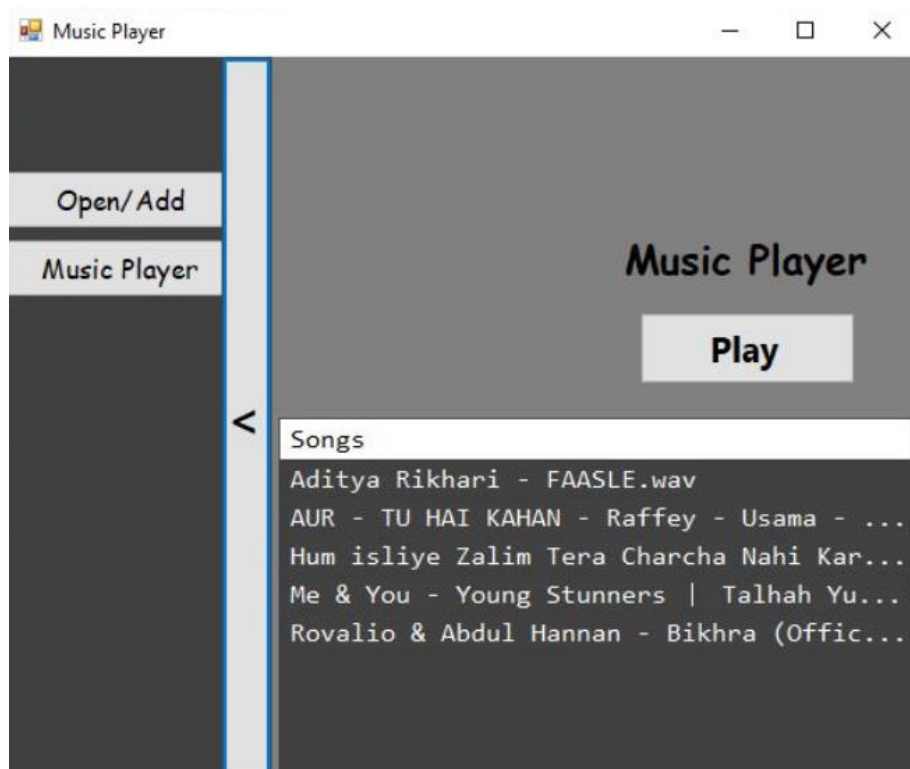 Music Player
Open/Add
Music Player
<
Music Player
Play
Songs
Aditya Rikhari - FAASLE.wav
AUR - TU HAI KAHAN - Raffey - Usama - ...
Hum isliye Zalim Tera Charcha Nahi Kar...
Me & You - Young Stunners | Talhah Yu...
Rovalio & Abdul Hannan - Bikhra (Offic...